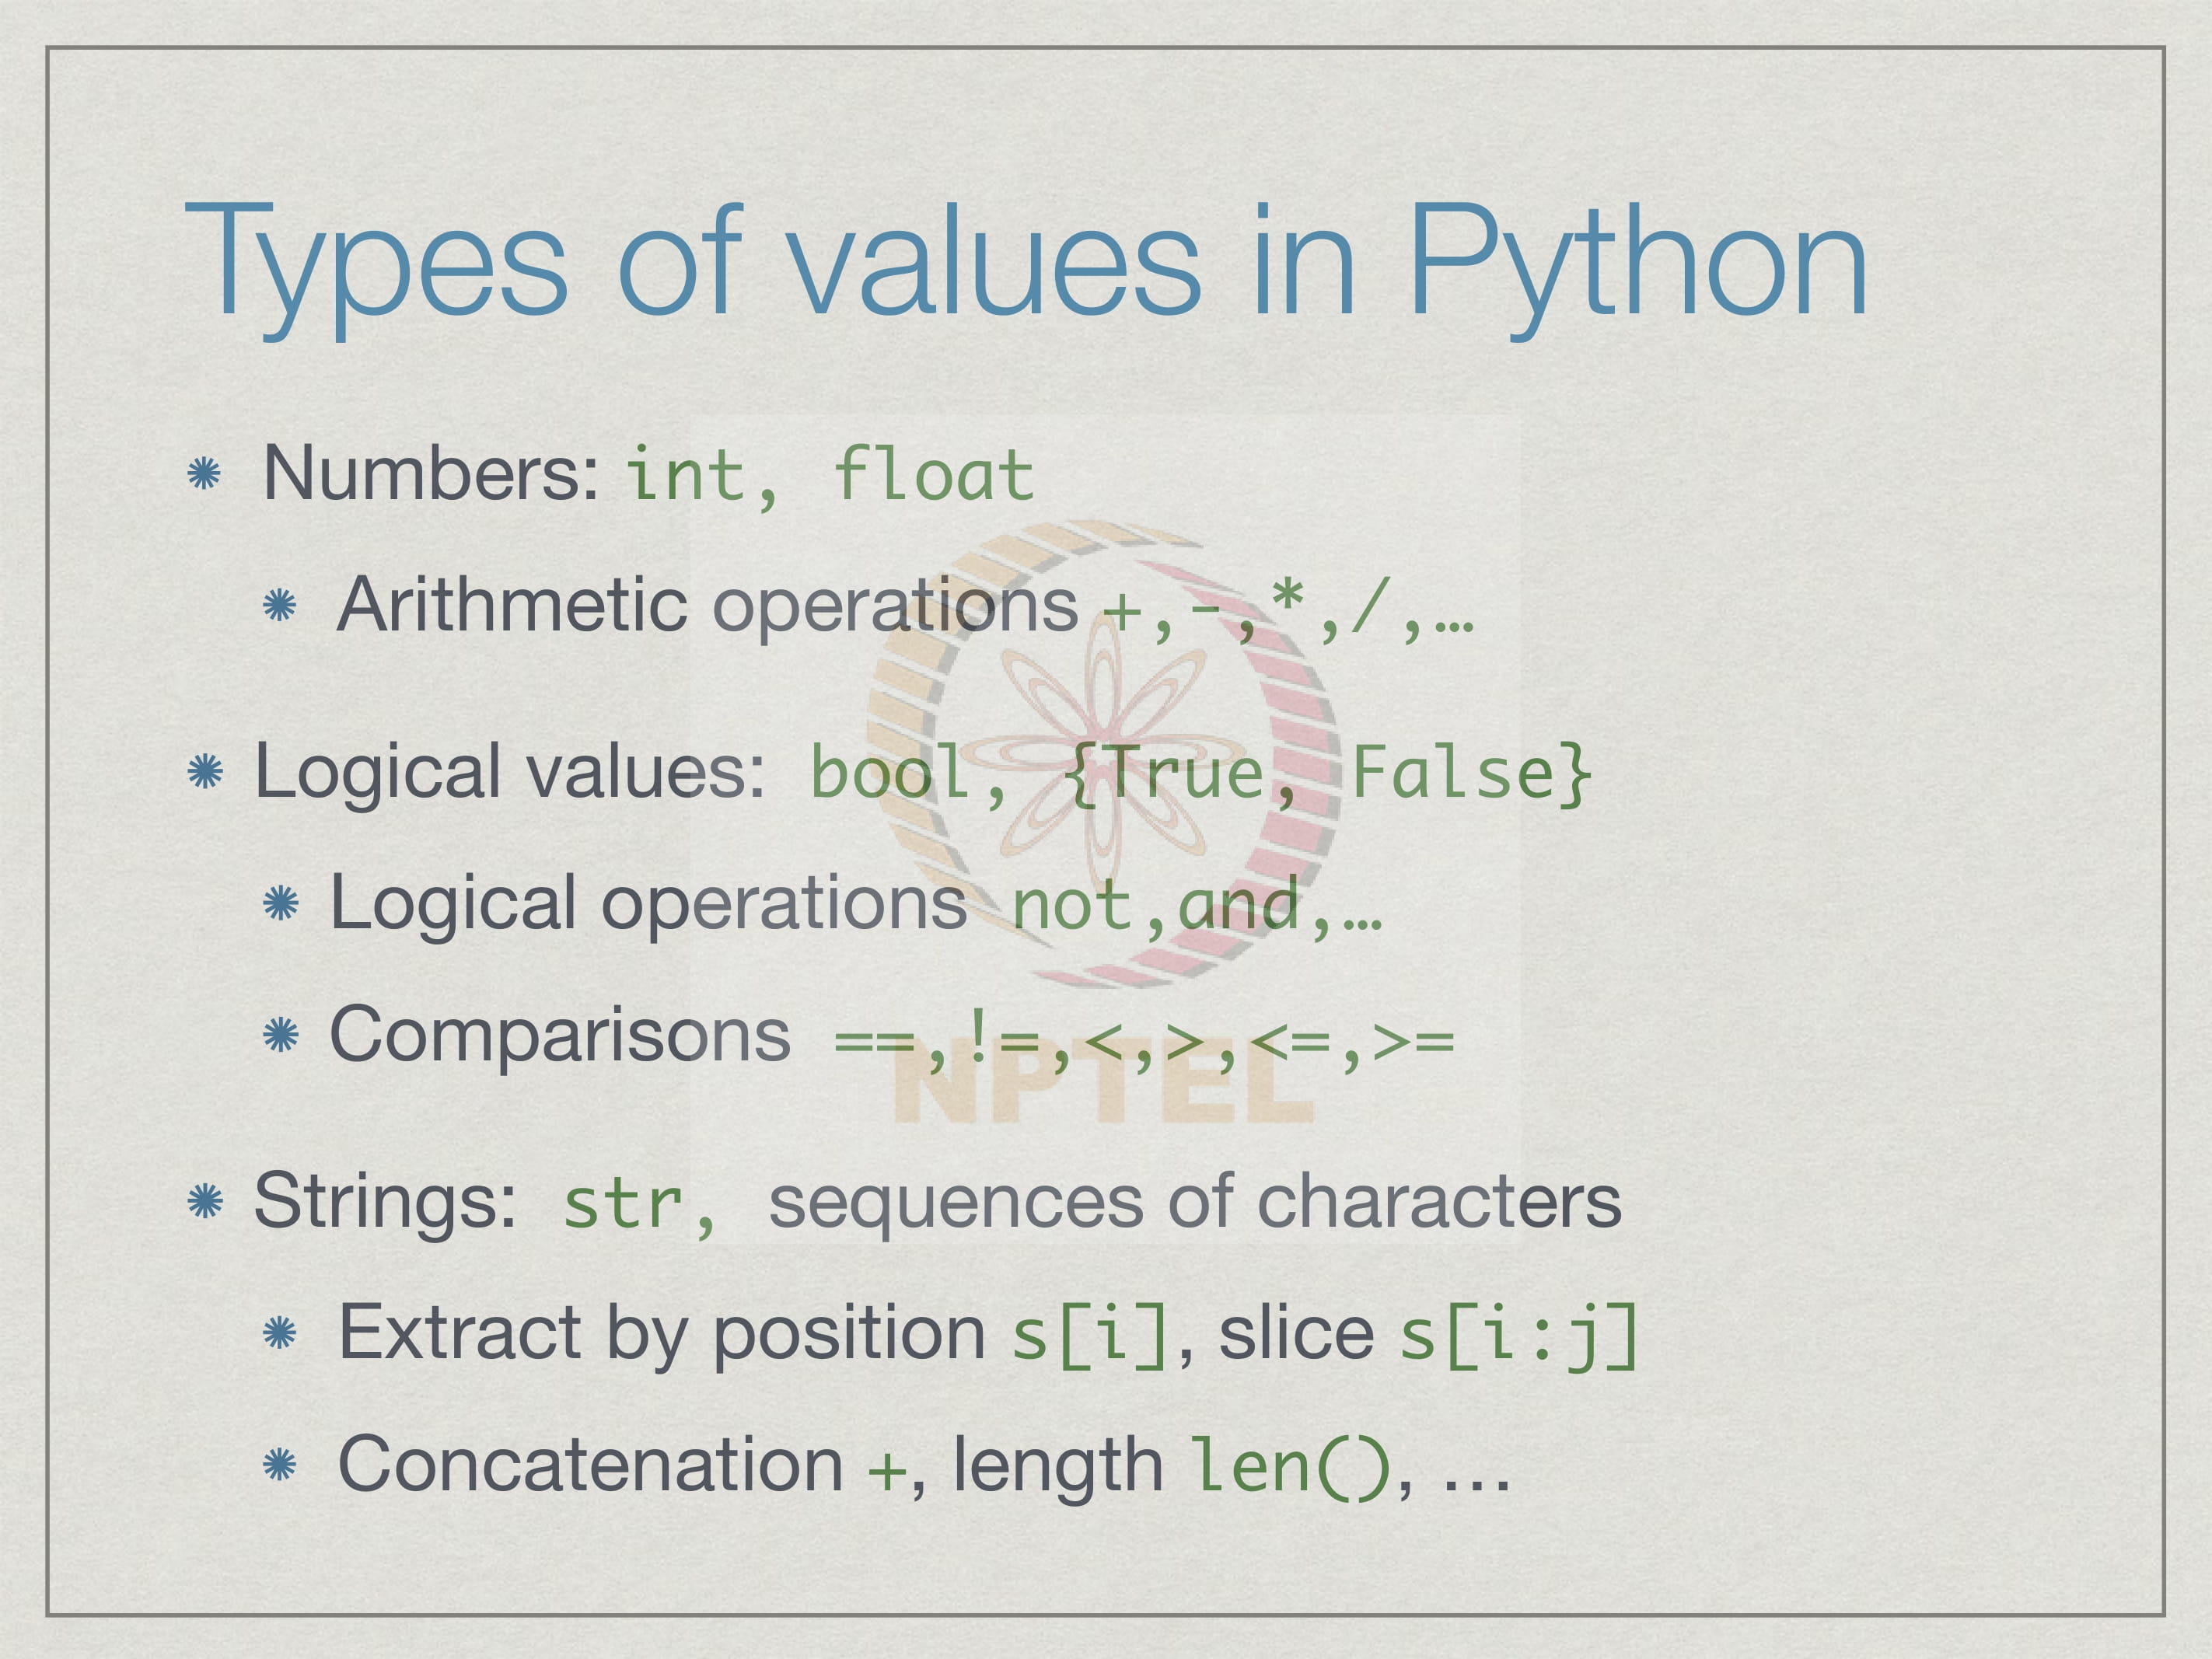 Types of values in Python
Numbers: int, float
Arithmetic operations +,-,*,/,…
Logical values: bool, {True, False}
Logical operations not,and,…
Comparisons ==,!=,<,>,<=,>=
NPTEL
Strings: str, sequences of characters
Extract by position s[i], slice s[i:j]
Concatenation +, length len(), …